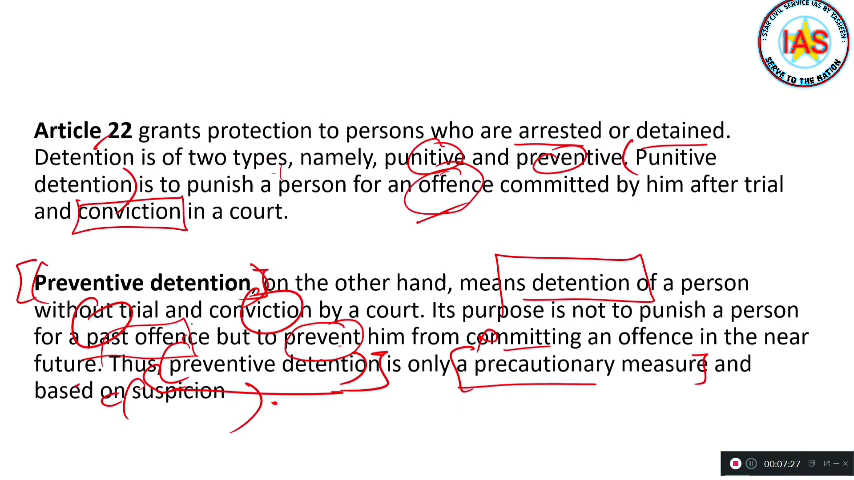 STAR CIVIL SERVICE IAS BY TASHEEN
IAS
SERVE TO THE NATION
Article 22 grants protection to persons who are arrested or detained.
Detention is of two types, namely, punitive and preventive. Punitive
detention is to punish a person for an offence committed by him after trial
and conviction in a court.
Preventive detention, on the other hand, means detention of a person
without trial and conviction by a court. Its purpose is not to punish a person
for a past offence but to prevent him from committing an offence in the near
future. Thus, preventive detention is only a precautionary measure and
based on suspicion
00:07:27